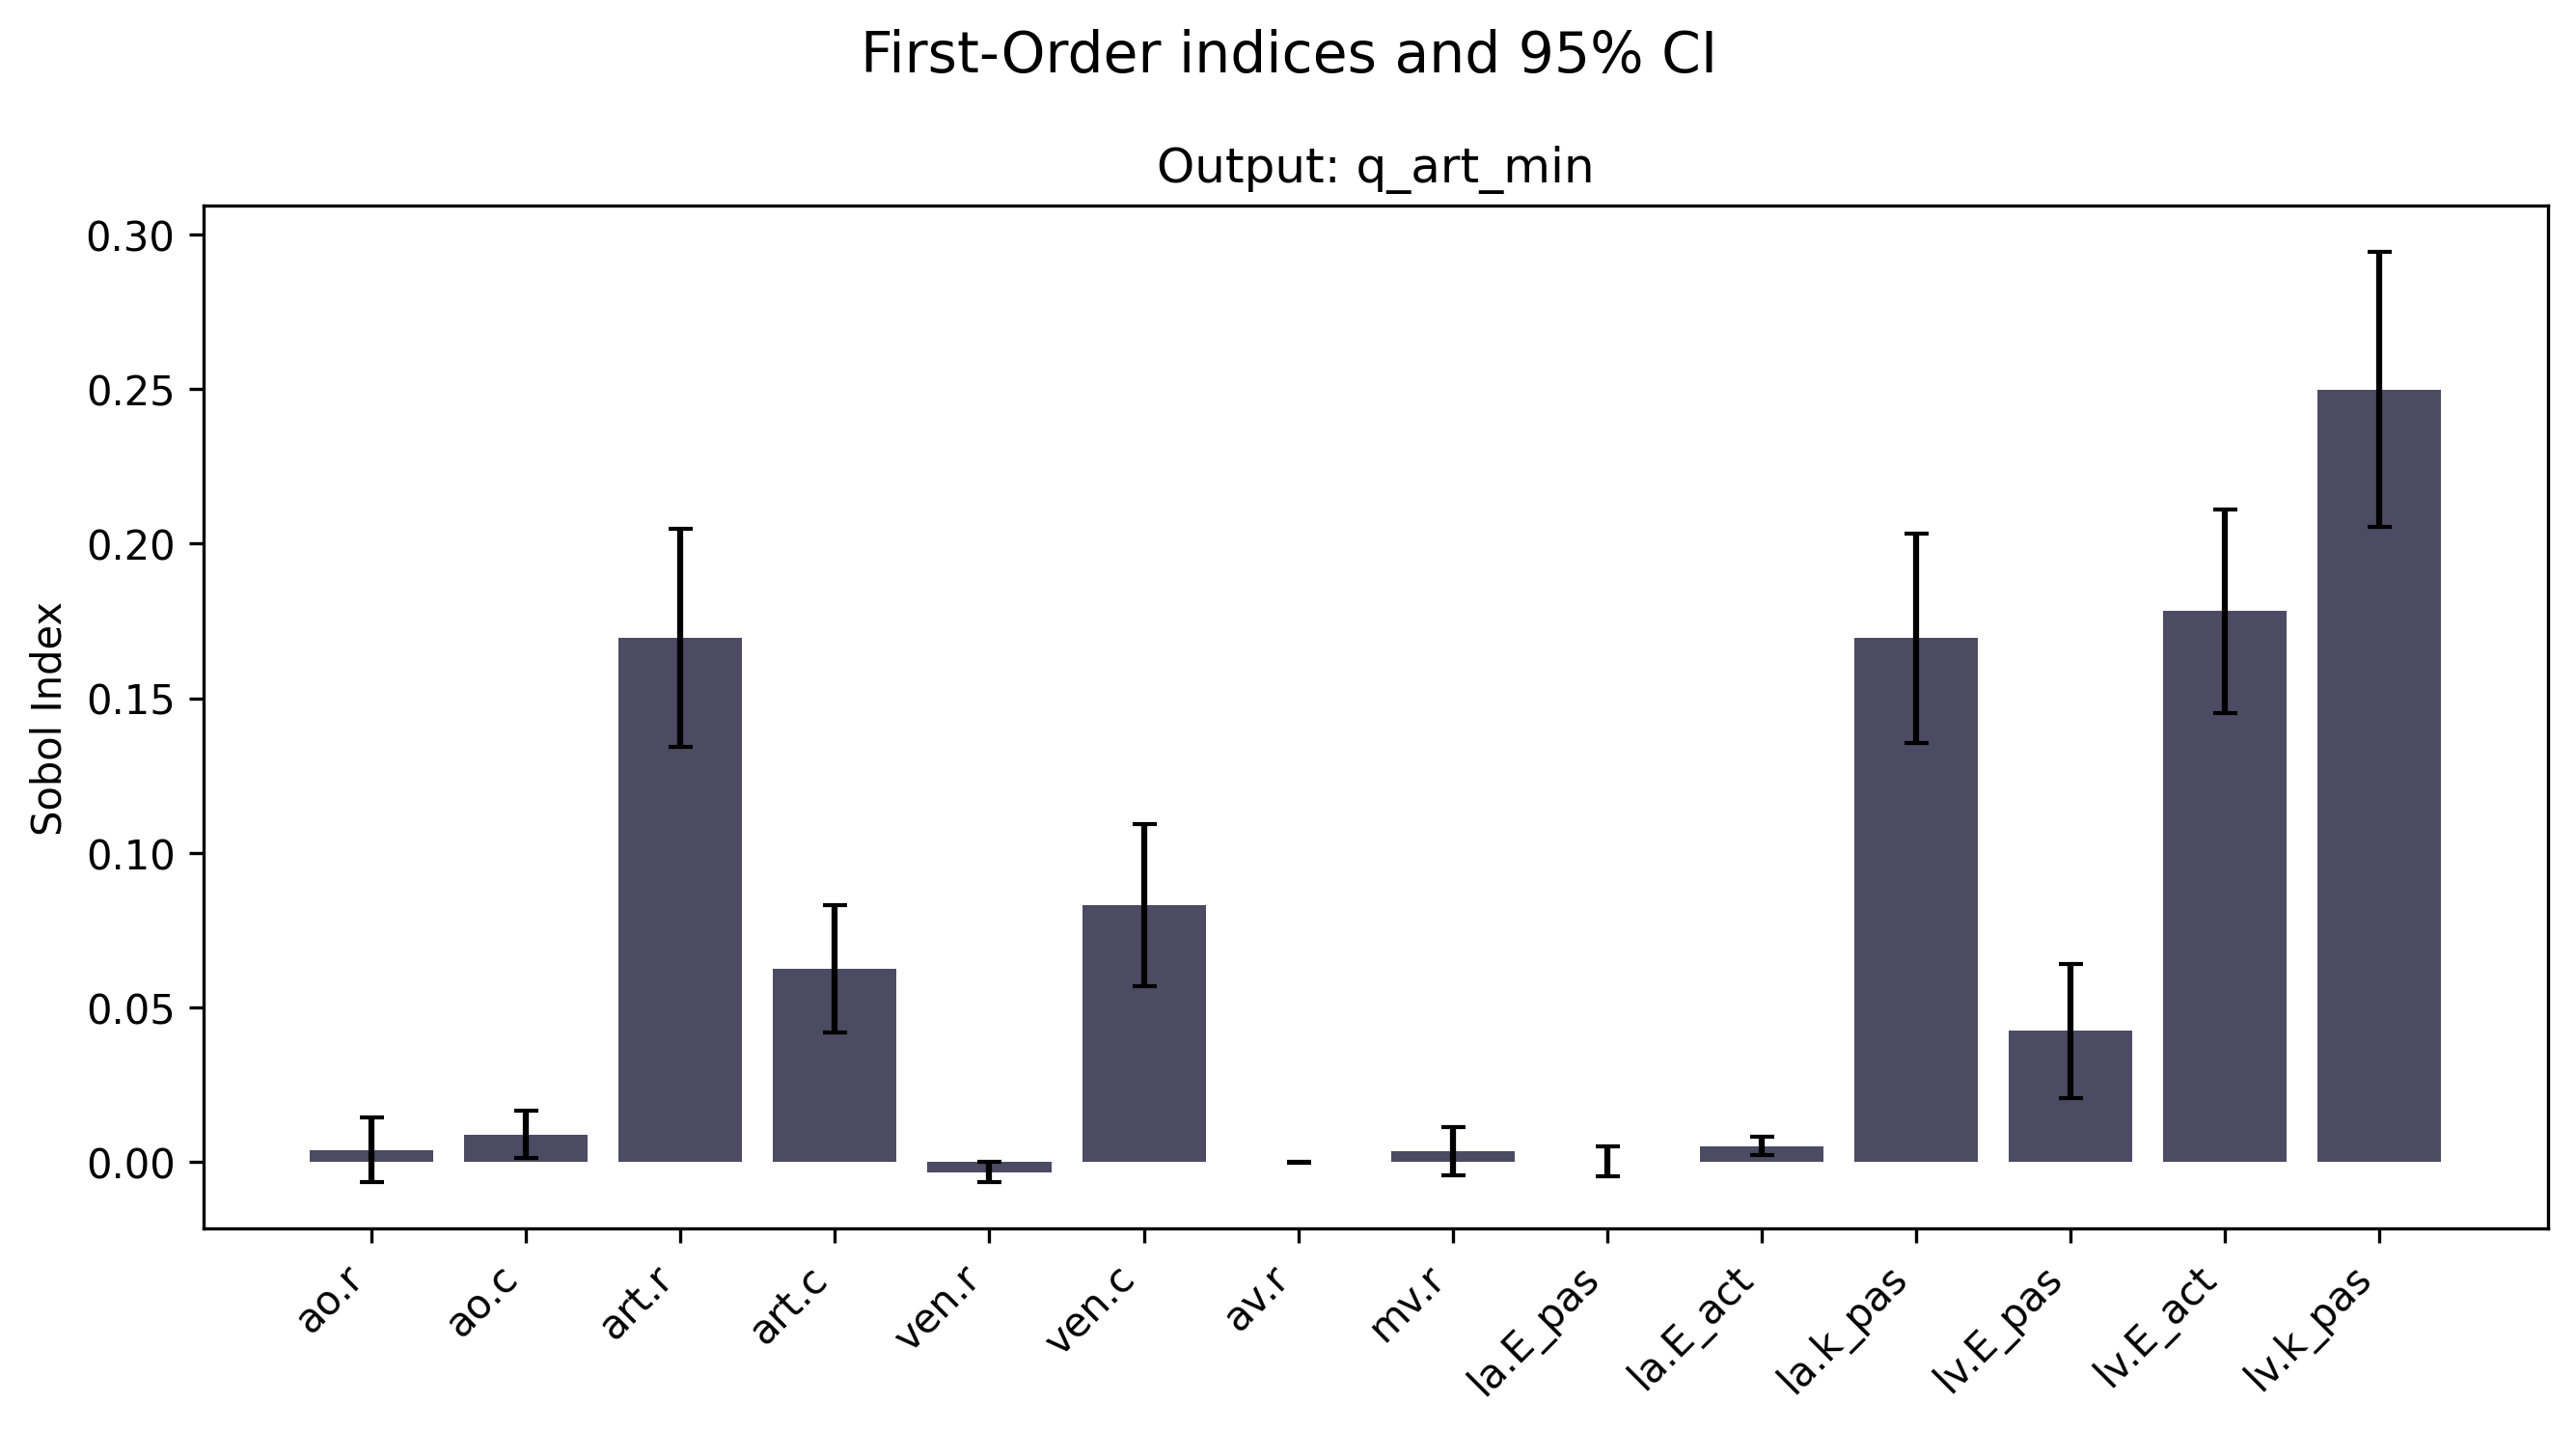 First-Order indices and 95% CI
Output: q_art_min
Sobol Index
0.30
0.25
0.20
0.15
0.10
0.05
0.00
ao.r
ao.c
art.r
art.c
ven.r
ven.c
av.r
mv.r
la.E_pas
la.E_act
la.k_pas
lv.E_pas
lv.E_act
lv.k_pas